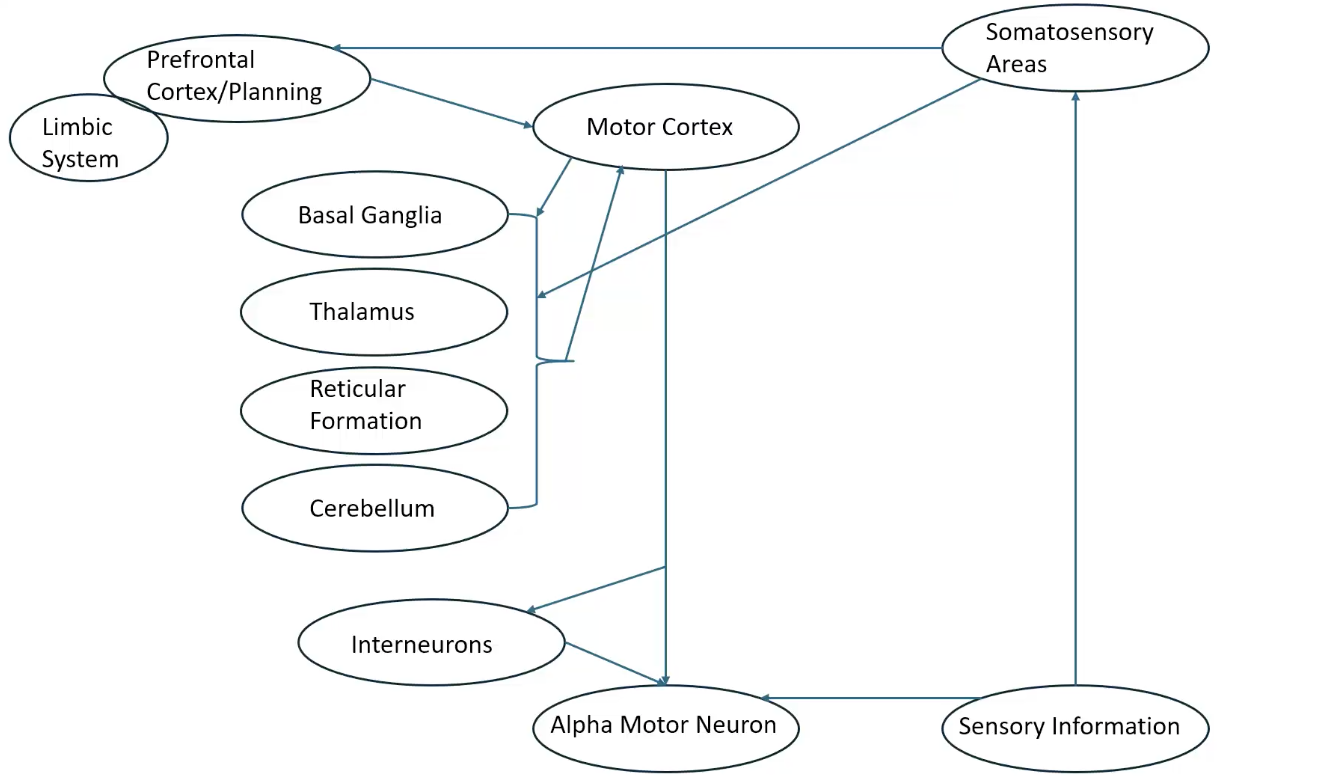 Somatosensory
Areas
Prefrontal
Cortex/Planning
Limbic
System
Motor Cortex
Basal Ganglia
Thalamus
Reticular
Formation
Cerebellum
Interneurons
Alpha Motor Neuron
Sensory Information